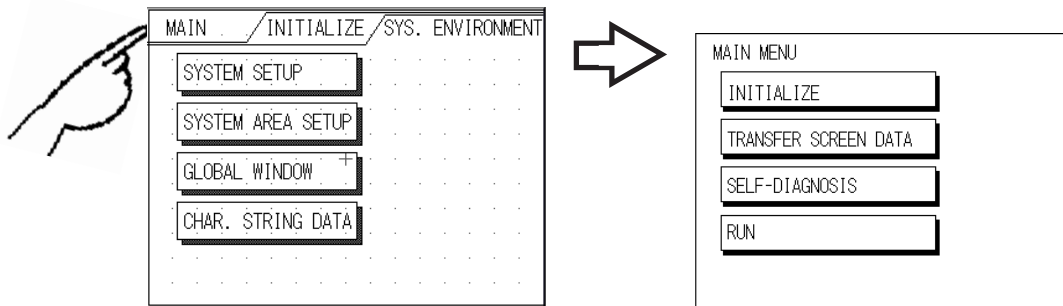 MAIN INITIALIZE SYS. ENVIRONMENT
SYSTEM SETUP
SYSTEM AREA SETUP
GLOBAL WINDOW
CHAR. STRING DATA
MAIN MENU
INITIALIZE
TRANSFER SCREEN DATA
SELF-DIAGNOSIS
RUN